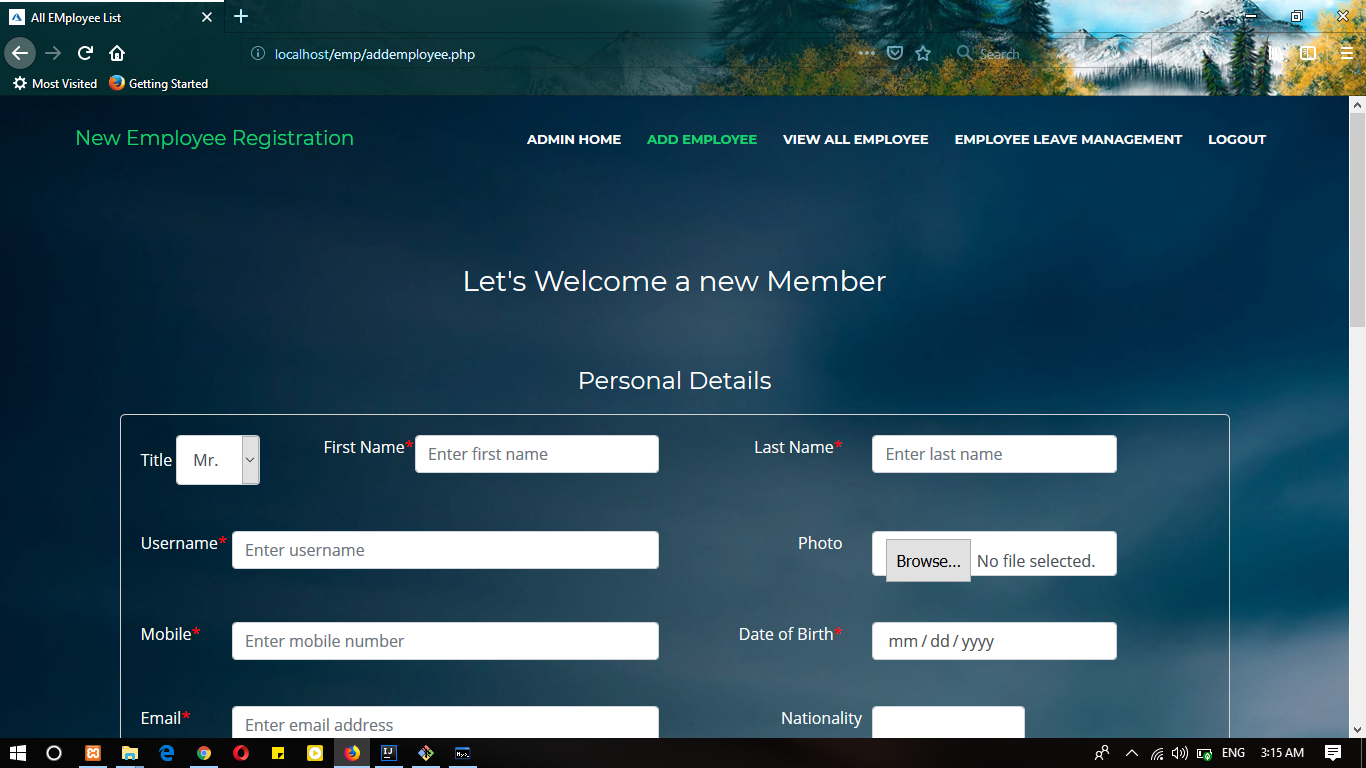 All EMployee List
localhost/emp/addemployee.php
Search
Most Visited Getting Started
New Employee Registration ADMIN HOME ADD EMPLOYEE VIEW ALL EMPLOYEE EMPLOYEE LEAVE MANAGEMENT LOGOUT
Let's Welcome a new Member
Personal Details
Title Mr. First Name* Enter first name Last Name* Enter last name
Username* Enter username Photo Browse... No file selected.
Mobile* Enter mobile number Date of Birth* mm / dd / yyyy
Email* Enter email address Nationality
ENG 3:15 AM